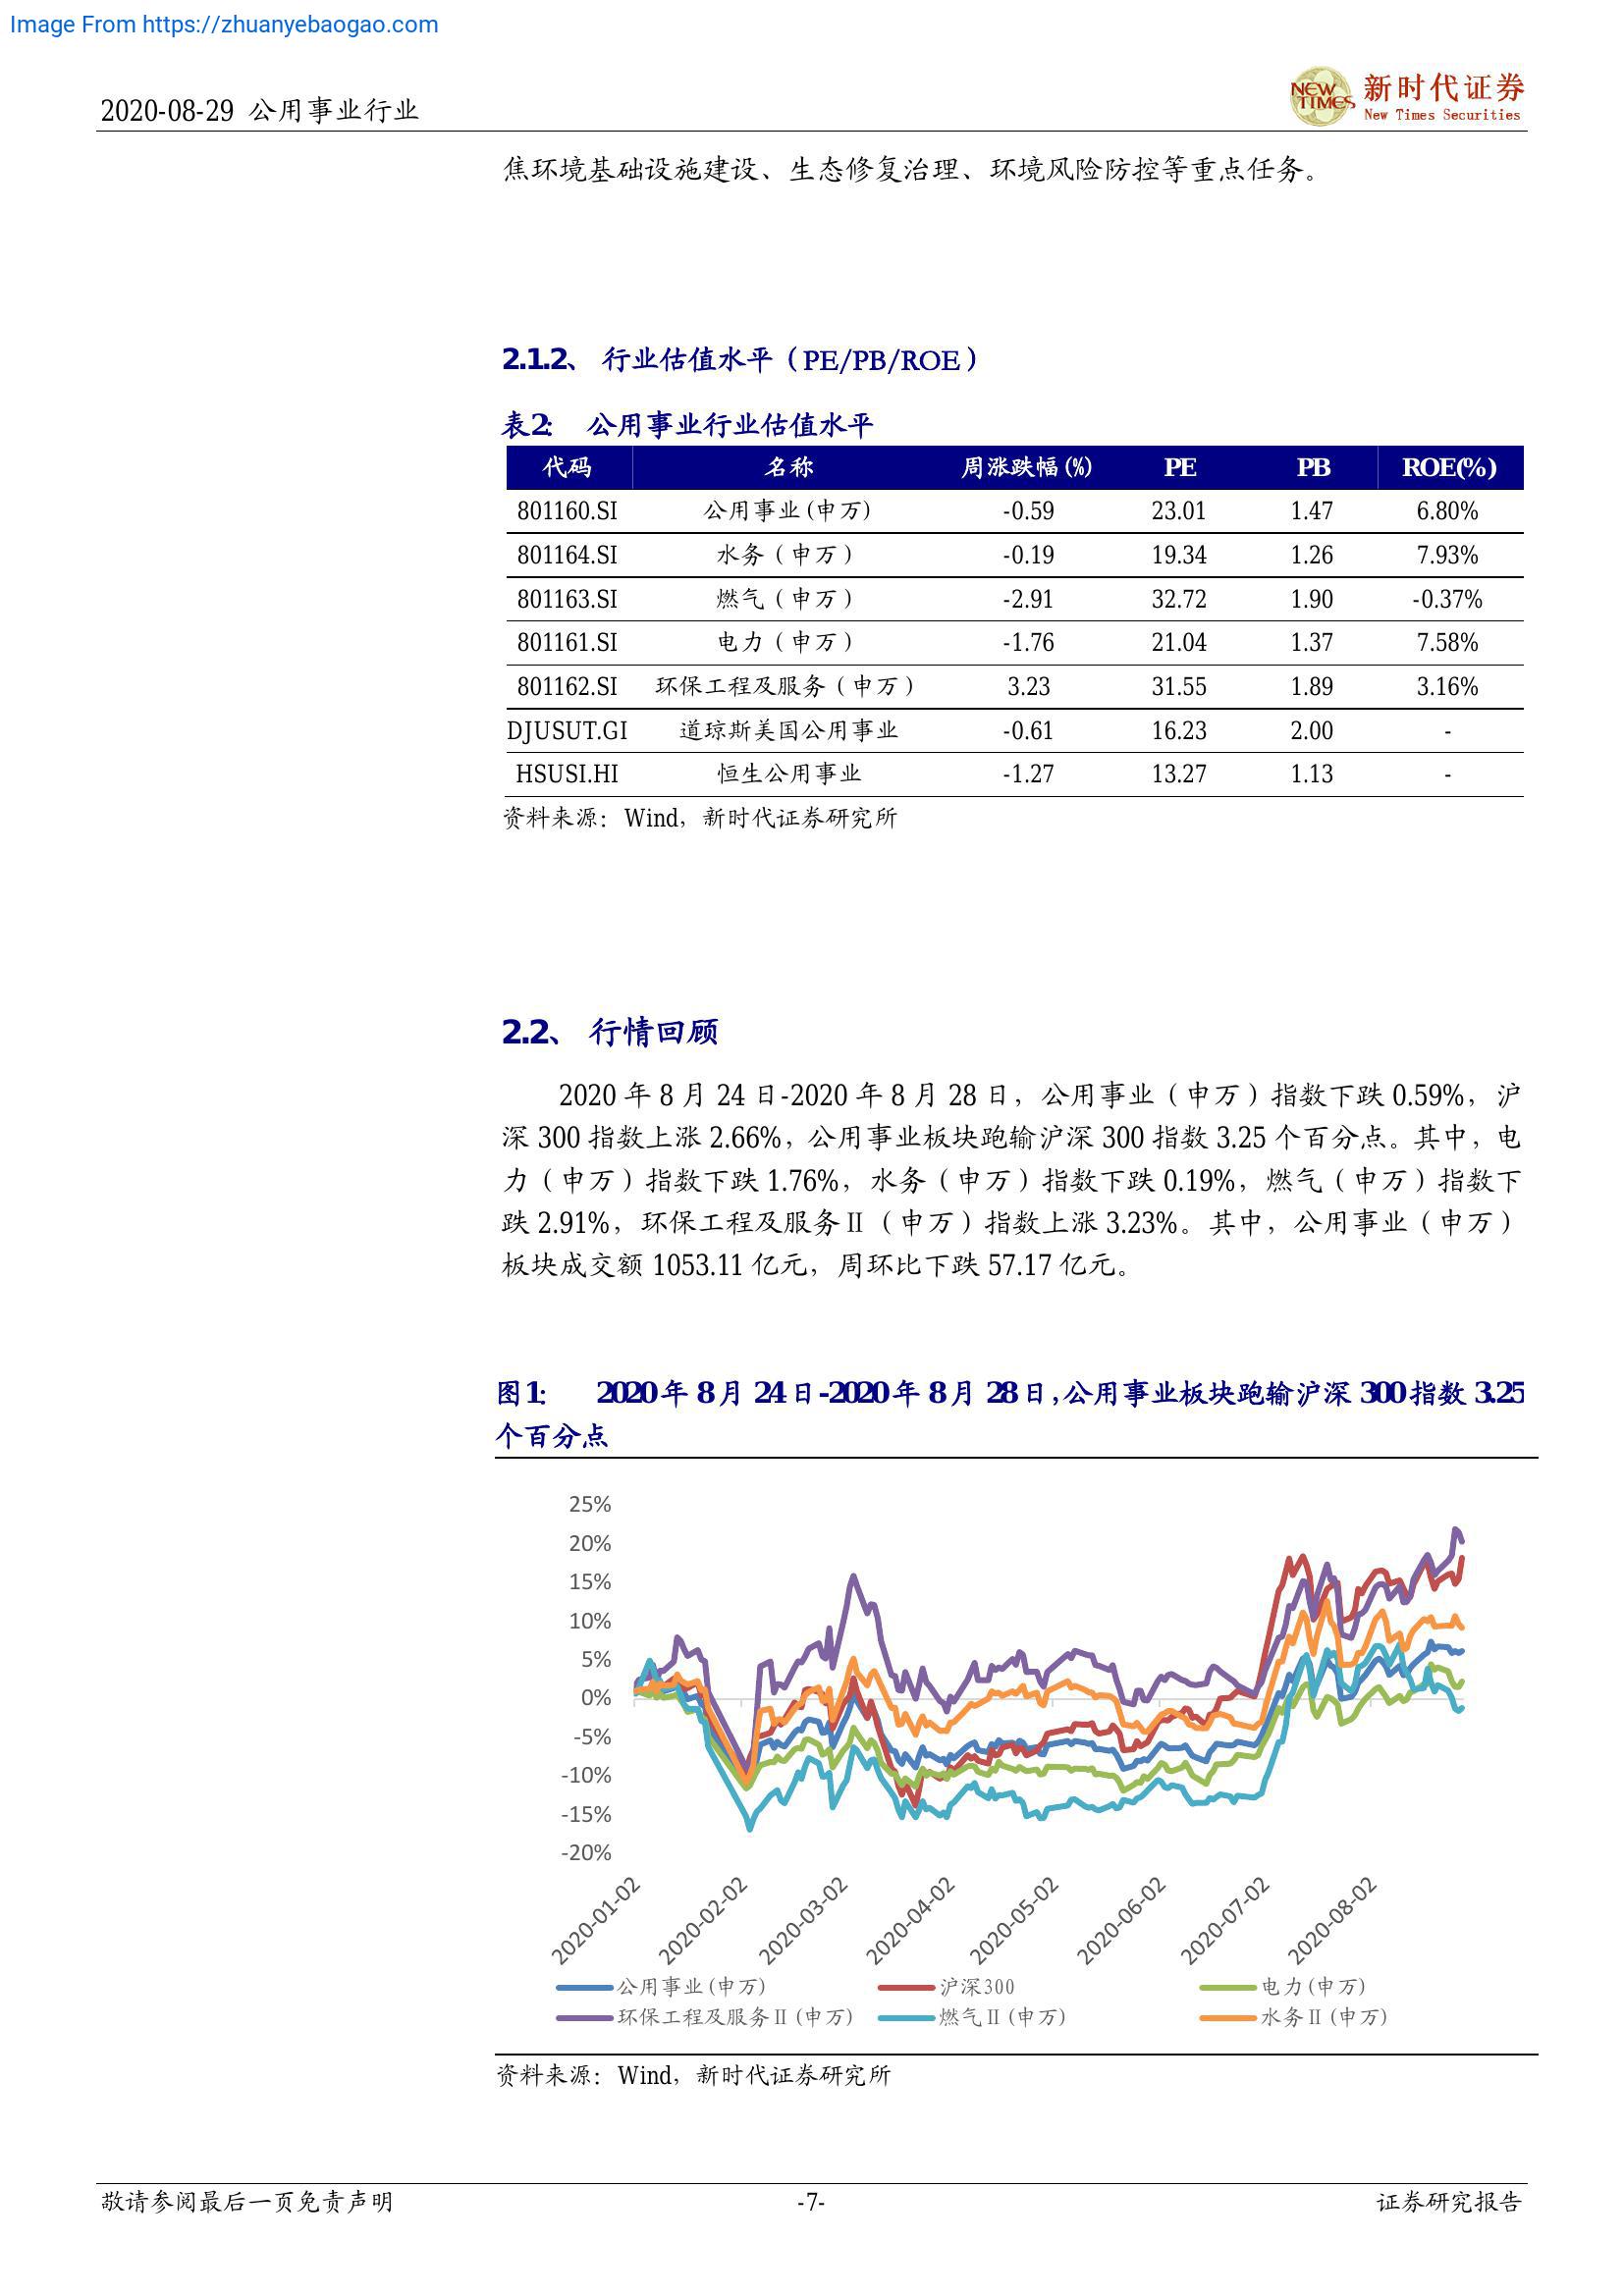 Image From https://zhuanyebaogao.com
2020-08-29 公用事业行业
NEW TIMES 新时代证券
New Times Securities
焦环境基础设施建设、生态修复治理、环境风险防控等重点任务。
2.1.2、 行业估值水平（PE/PB/ROE）
表2: 公用事业行业估值水平
代码 名称 周涨跌幅(%) PE PB ROE(%)
801160.SI 公用事业(申万) -0.59 23.01 1.47 6.80%
801164.SI 水务（申万） -0.19 19.34 1.26 7.93%
801163.SI 燃气（申万） -2.91 32.72 1.90 -0.37%
801161.SI 电力（申万） -1.76 21.04 1.37 7.58%
801162.SI 环保工程及服务（申万） 3.23 31.55 1.89 3.16%
DJUSUT.GI 道琼斯美国公用事业 -0.61 16.23 2.00 -
HSUSI.HI 恒生公用事业 -1.27 13.27 1.13 -
资料来源：Wind，新时代证券研究所
2.2、 行情回顾
2020 年 8 月 24 日-2020 年 8 月 28 日，公用事业（申万）指数下跌 0.59%，沪
深 300 指数上涨 2.66%，公用事业板块跑输沪深 300 指数 3.25 个百分点。其中，电
力（申万）指数下跌 1.76%，水务（申万）指数下跌 0.19%，燃气（申万）指数下
跌 2.91%，环保工程及服务Ⅱ（申万）指数上涨 3.23%。其中，公用事业（申万）
板块成交额 1053.11 亿元，周环比下跌 57.17 亿元。
图1: 2020年 8月 24日-2020年 8月 28日,公用事业板块跑输沪深 300指数 3.25
个百分点
25%
20%
15%
10%
5%
0%
-5%
-10%
-15%
-20%
2020-01-02 2020-02-02 2020-03-02 2020-04-02 2020-05-02 2020-06-02 2020-07-02 2020-08-02
公用事业(申万) 沪深300 电力(申万)
环保工程及服务Ⅱ(申万) 燃气Ⅱ(申万) 水务Ⅱ(申万)
资料来源：Wind，新时代证券研究所
敬请参阅最后一页免责声明 -7- 证券研究报告